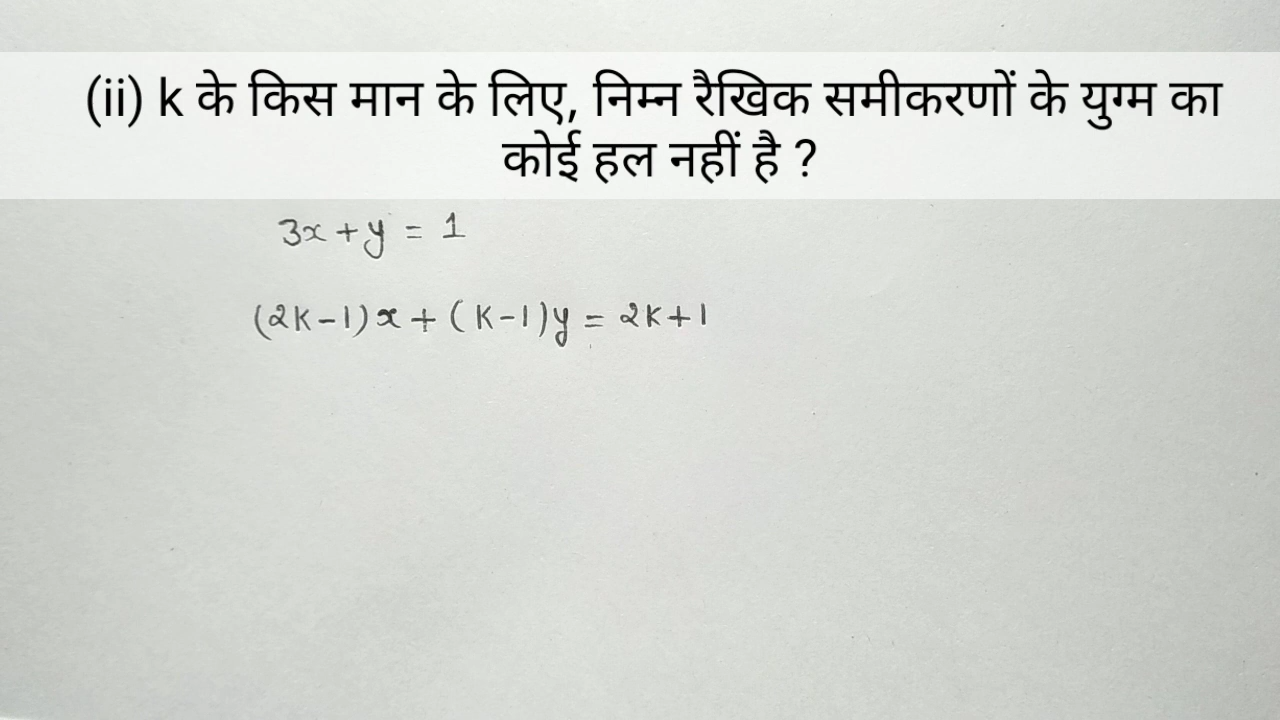 (ii) k के किस मान के लिए, निम्न रैखिक समीकरणों के युग्म का
कोई हल नहीं है ?
3x + y = 1
(2K-1)x + (K-1)y = 2K+1